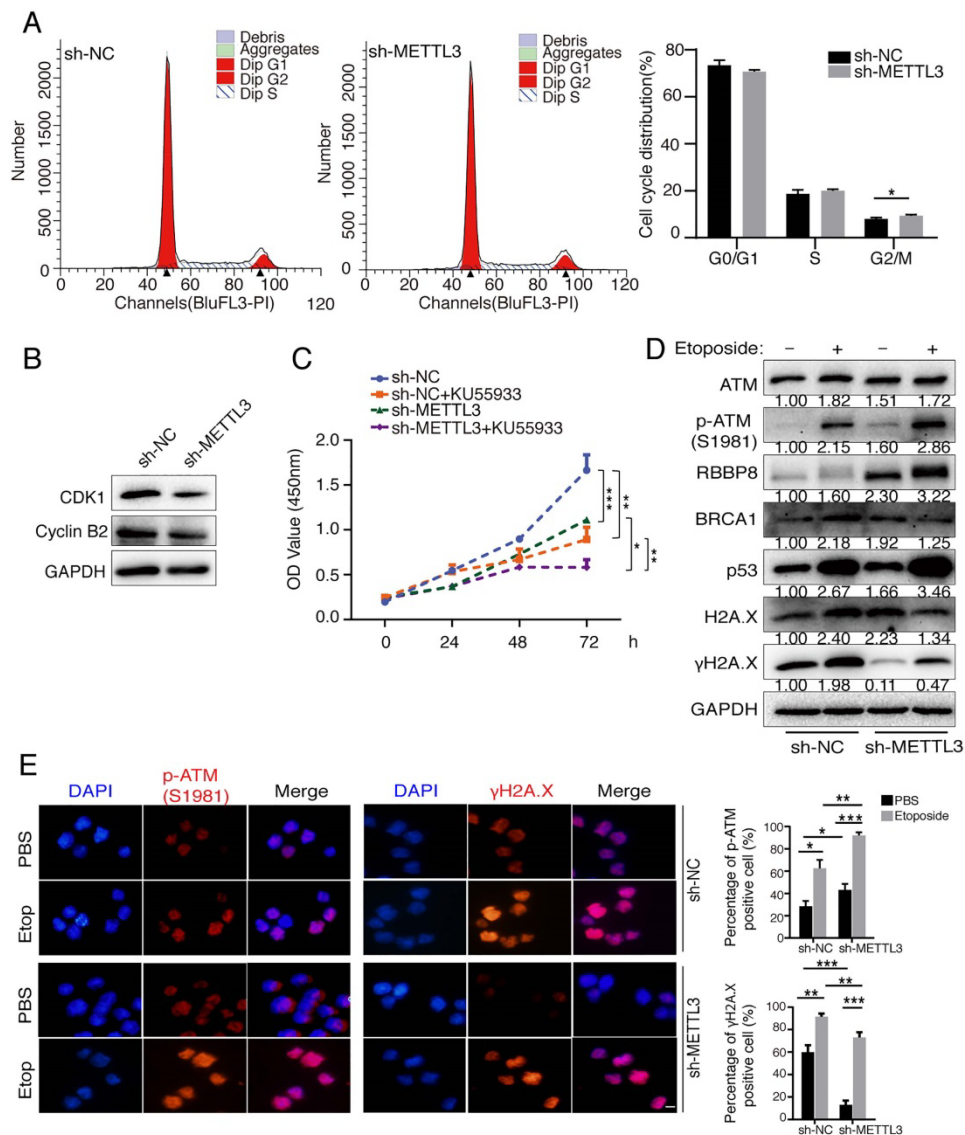 A
sh-NC
Debris
Aggregates
Dip G1
Dip G2
Dip S
Number
0 500 1000 1500 2000
0 20 40 60 80 100 120
Channels(BluFL3-PI)
sh-METTL3
Debris
Aggregates
Dip G1
Dip G2
Dip S
Number
0 500 1000 1500 2000
0 20 40 60 80 100 120
Channels(BluFL3-PI)
sh-NC
sh-METTL3
Cell cycle distribution(%)
80
60
40
20
0
*
G0/G1 S G2/M
B
sh-NC sh-METTL3
CDK1
Cyclin B2
GAPDH
C
sh-NC
sh-NC+KU55933
sh-METTL3
sh-METTL3+KU55933
OD Value (450nm)
2.0
1.5
1.0
0.5
0.0
0 24 48 72 h
*** ** * **
D
Etoposide: – + – +
ATM
1.00 1.82 1.51 1.72
p-ATM
(S1981)
1.00 2.15 1.60 2.86
RBBP8
1.00 1.60 2.30 3.22
BRCA1
1.00 2.18 1.92 1.25
p53
1.00 2.67 1.66 3.46
H2A.X
1.00 2.40 2.23 1.34
γH2A.X
1.00 1.98 0.11 0.47
GAPDH
sh-NC sh-METTL3
E
DAPI p-ATM (S1981) Merge
DAPI γH2A.X Merge
PBS
Etop
sh-NC
PBS
Etop
sh-METTL3
PBS
Etoposide
Percentage of p-ATM
positive cell (%)
100
80
60
40
20
0
** * *** *
sh-NC sh-METTL3
Percentage of γH2A.X
positive cell (%)
100
80
60
40
20
0
*** ** ** ***
sh-NC sh-METTL3